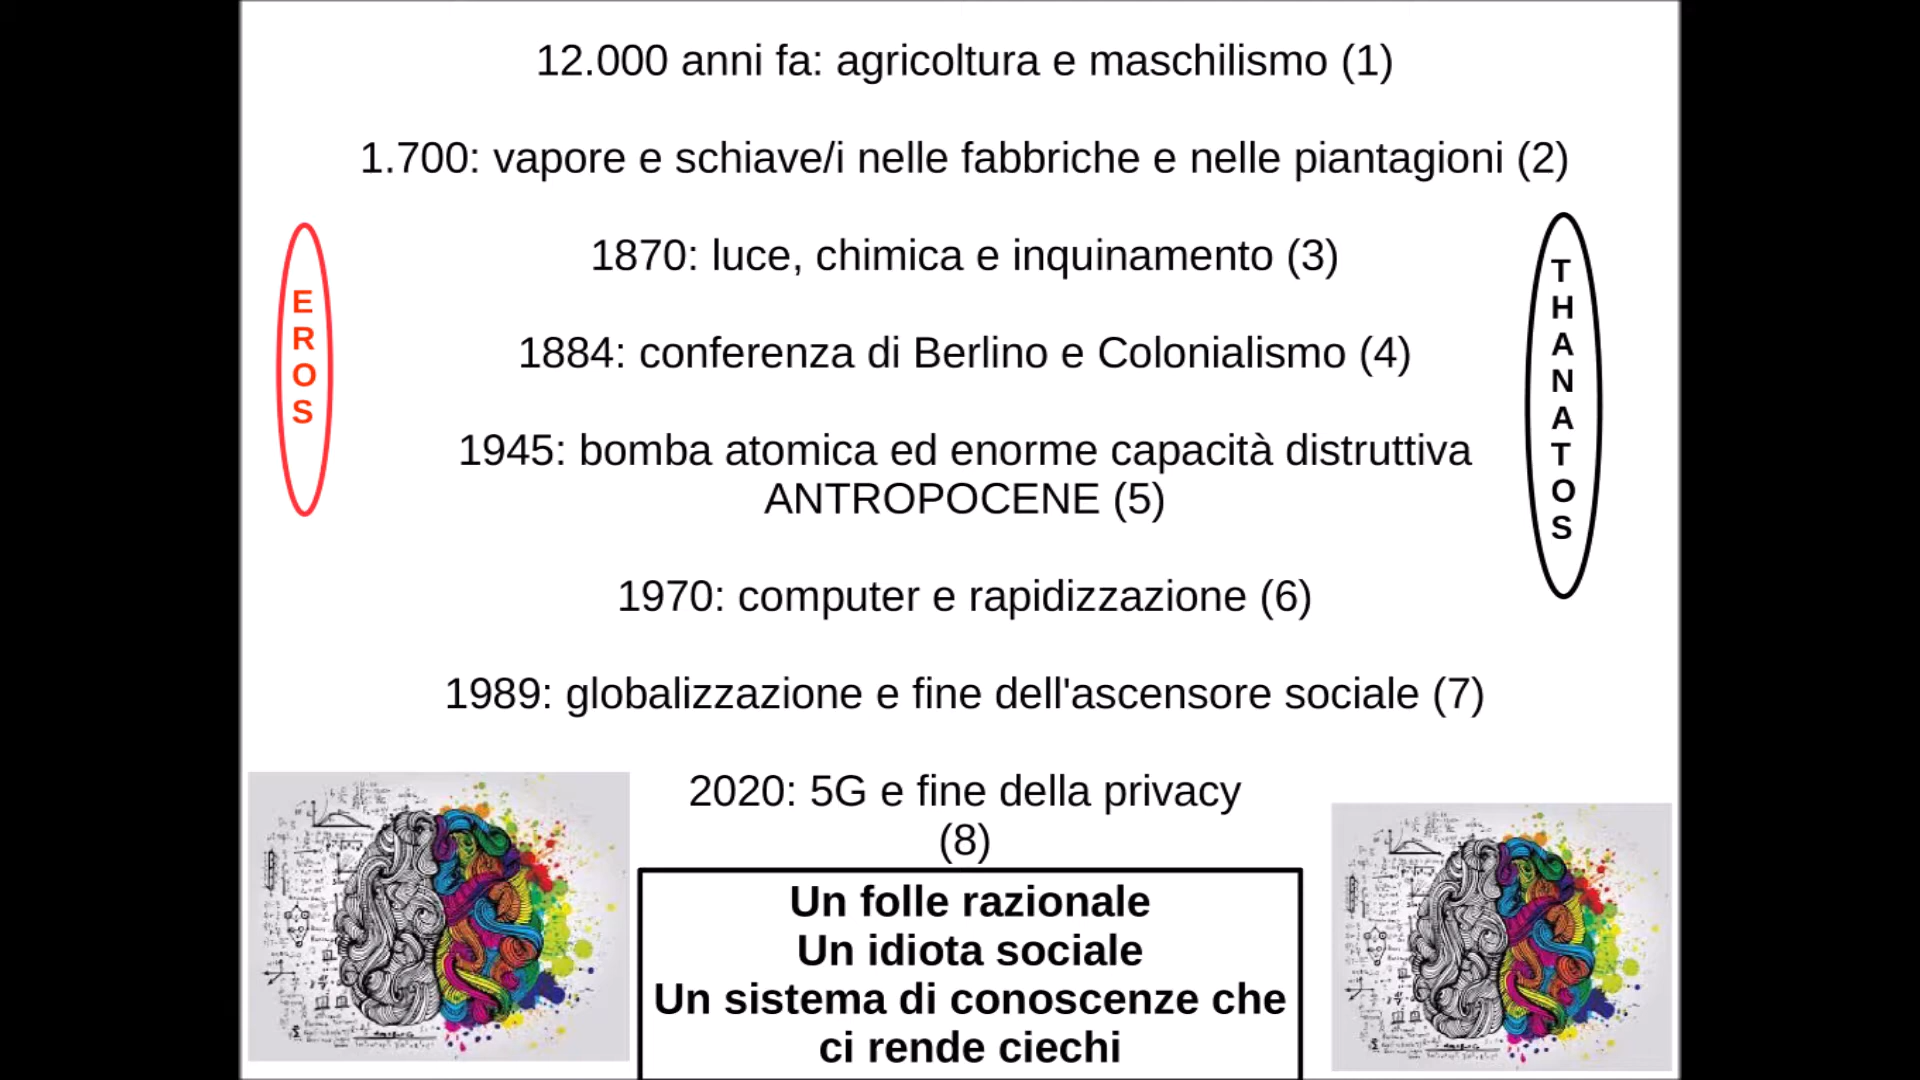 12.000 anni fa: agricoltura e maschilismo (1)
1.700: vapore e schiave/i nelle fabbriche e nelle piantagioni (2)
1870: luce, chimica e inquinamento (3)
1884: conferenza di Berlino e Colonialismo (4)
1945: bomba atomica ed enorme capacità distruttiva
ANTROPOCENE (5)
1970: computer e rapidizzazione (6)
1989: globalizzazione e fine dell'ascensore sociale (7)
2020: 5G e fine della privacy
(8)
EROS
THANATOS
Un folle razionale
Un idiota sociale
Un sistema di conoscenze che
ci rende ciechi